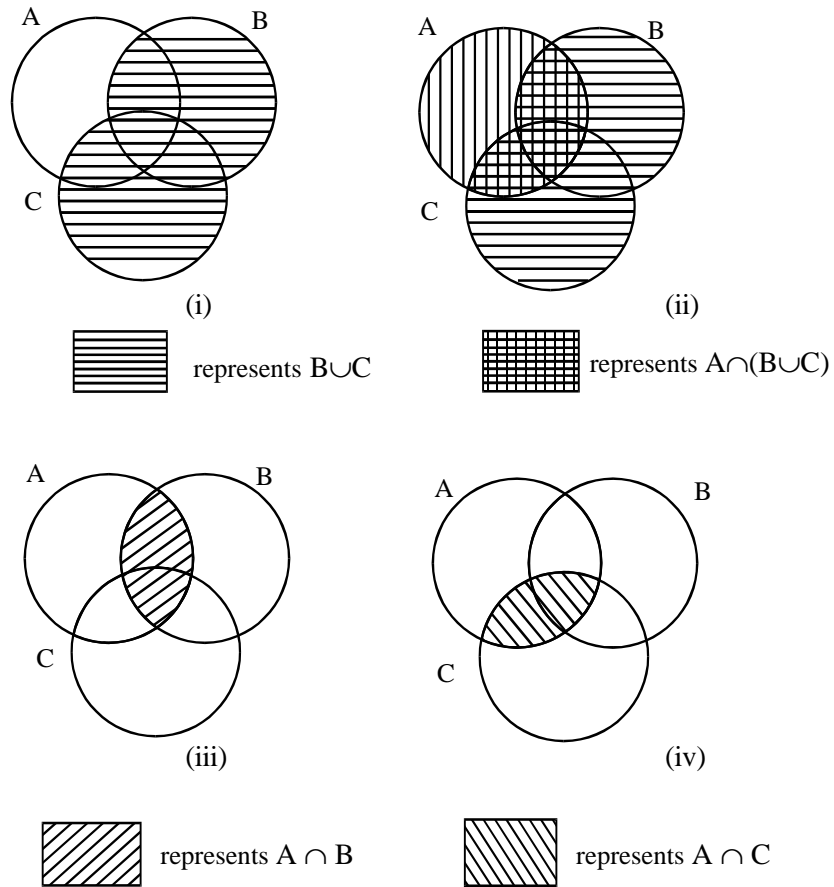 A B A B
C C
(i) (ii)
represents B∪C represents A∩(B∪C)
A B A B
C C
(iii) (iv)
represents A ∩ B represents A ∩ C